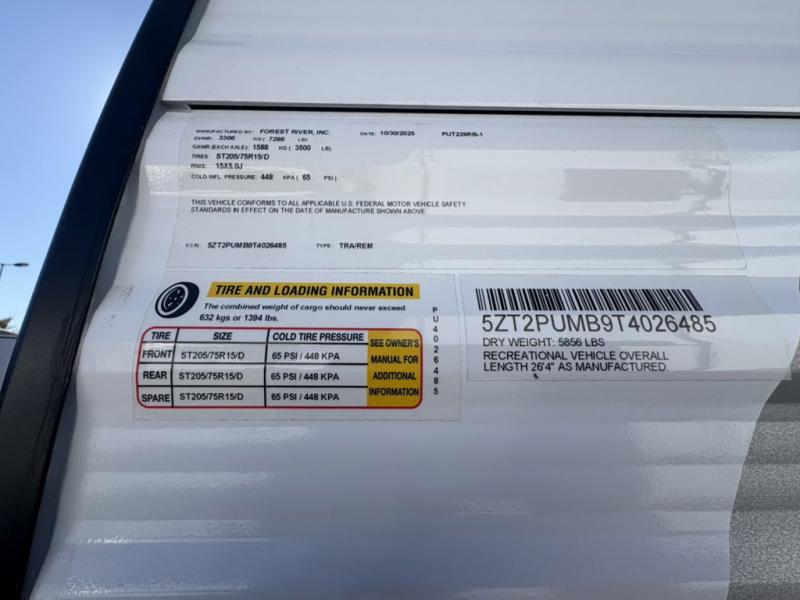 MANUFACTURED BY: FOREST RIVER, INC. DATE: 10/30/2025 PUT229RB-1
GVWR: 3306 KG ( 7288 LB)
GAWR (EACH AXLE): 1588 KG ( 3500 LB)
TIRES: ST205/75R15/D
RIMS: 15X5.0J
COLD INFL. PRESSURE: 448 KPA ( 65 PSI )
THIS VEHICLE CONFORMS TO ALL APPLICABLE U.S. FEDERAL MOTOR VEHICLE SAFETY
STANDARDS IN EFFECT ON THE DATE OF MANUFACTURE SHOWN ABOVE.
V.I.N.: 5ZT2PUMB9T4026485 TYPE: TRA/REM
TIRE AND LOADING INFORMATION
The combined weight of cargo should never exceed
632 kgs or 1394 lbs.
TIRE SIZE COLD TIRE PRESSURE SEE OWNER'S
FRONT ST205/75R15/D 65 PSI / 448 KPA MANUAL FOR
REAR ST205/75R15/D 65 PSI / 448 KPA ADDITIONAL
SPARE ST205/75R15/D 65 PSI / 448 KPA INFORMATION
PU4026485
5ZT2PUMB9T4026485
DRY WEIGHT: 5856 LBS
RECREATIONAL VEHICLE OVERALL
LENGTH 26'4" AS MANUFACTURED.